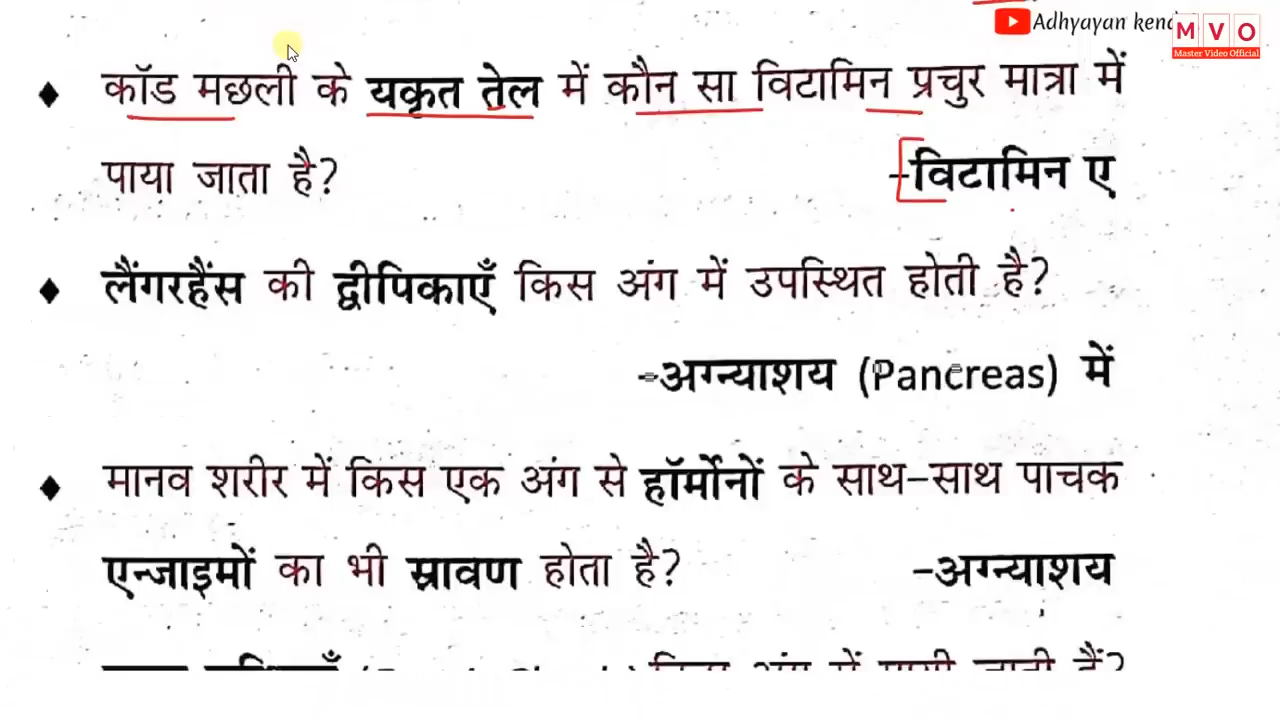 Adhyayan kend
M V O
Master Video Official
♦ कॉड मछली के यकृत तेल में कौन सा विटामिन प्रचुर मात्रा में
पाया जाता है? -विटामिन ए
♦ लैंगरहैंस की द्वीपिकाएँ किस अंग में उपस्थित होती है?
-अग्न्याशय (Pancreas) में
♦ मानव शरीर में किस एक अंग से हॉर्मोनों के साथ-साथ पाचक
एन्जाइमों का भी स्रावण होता है? -अग्न्याशय